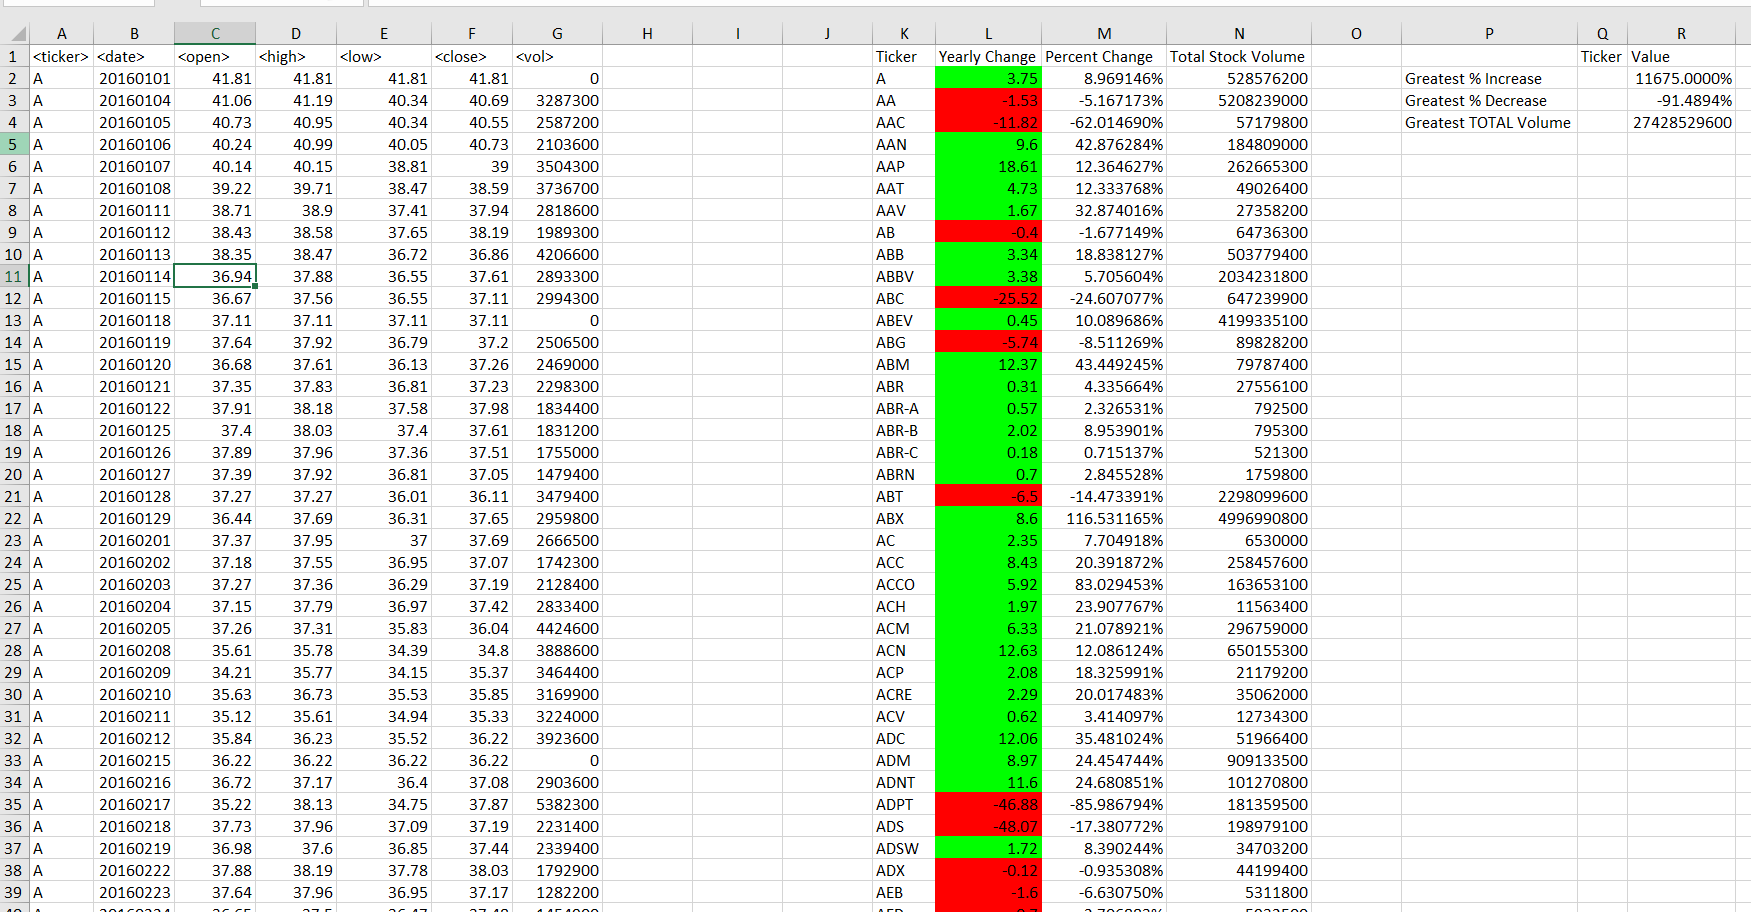 A B C D E F G H I J K L M N O P Q R
1 <ticker> <date> <open> <high> <low> <close> <vol> Ticker Yearly Change Percent Change Total Stock Volume Ticker Value
2 A 20160101 41.81 41.81 41.81 41.81 0 A 3.75 8.969146% 528576200 Greatest % Increase 11675.0000%
3 A 20160104 41.06 41.19 40.34 40.69 3287300 AA -1.53 -5.167173% 5208239000 Greatest % Decrease -91.4894%
4 A 20160105 40.73 40.95 40.34 40.55 2587200 AAC -11.82 -62.014690% 57179800 Greatest TOTAL Volume 27428529600
5 A 20160106 40.24 40.99 40.05 40.73 2103600 AAN 9.6 42.876284% 184809000
6 A 20160107 40.14 40.15 38.81 39 3504300 AAP 18.61 12.364627% 262665300
7 A 20160108 39.22 39.71 38.47 38.59 3736700 AAT 4.73 12.333768% 49026400
8 A 20160111 38.71 38.9 37.41 37.94 2818600 AAV 1.67 32.874016% 27358200
9 A 20160112 38.43 38.58 37.65 38.19 1989300 AB -0.4 -1.677149% 64736300
10 A 20160113 38.35 38.47 36.72 36.86 4206600 ABB 3.34 18.838127% 503779400
11 A 20160114 36.94 37.88 36.55 37.61 2893300 ABBV 3.38 5.705604% 2034231800
12 A 20160115 36.67 37.56 36.55 37.11 2994300 ABC -25.52 -24.607077% 647239900
13 A 20160118 37.11 37.11 37.11 37.11 0 ABEV 0.45 10.089686% 4199335100
14 A 20160119 37.64 37.92 36.79 37.2 2506500 ABG -5.74 -8.511269% 89828200
15 A 20160120 36.68 37.61 36.13 37.26 2469000 ABM 12.37 43.449245% 79787400
16 A 20160121 37.35 37.83 36.81 37.23 2298300 ABR 0.31 4.335664% 27556100
17 A 20160122 37.91 38.18 37.58 37.98 1834400 ABR-A 0.57 2.326531% 792500
18 A 20160125 37.4 38.03 37.4 37.61 1831200 ABR-B 2.02 8.953901% 795300
19 A 20160126 37.89 37.96 37.36 37.51 1755000 ABR-C 0.18 0.715137% 521300
20 A 20160127 37.39 37.92 36.81 37.05 1479400 ABRN 0.7 2.845528% 1759800
21 A 20160128 37.27 37.27 36.01 36.11 3479400 ABT -6.5 -14.473391% 2298099600
22 A 20160129 36.44 37.69 36.31 37.65 2959800 ABX 8.6 116.531165% 4996990800
23 A 20160201 37.37 37.95 37 37.69 2666500 AC 2.35 7.704918% 6530000
24 A 20160202 37.18 37.55 36.95 37.07 1742300 ACC 8.43 20.391872% 258457600
25 A 20160203 37.27 37.36 36.29 37.19 2128400 ACCO 5.92 83.029453% 163653100
26 A 20160204 37.15 37.79 36.97 37.42 2833400 ACH 1.97 23.907767% 11563400
27 A 20160205 37.26 37.31 35.83 36.04 4424600 ACM 6.33 21.078921% 296759000
28 A 20160208 35.61 35.78 34.39 34.8 3888600 ACN 12.63 12.086124% 650155300
29 A 20160209 34.21 35.77 34.15 35.37 3464400 ACP 2.08 18.325991% 21179200
30 A 20160210 35.63 36.73 35.53 35.85 3169900 ACRE 2.29 20.017483% 35062000
31 A 20160211 35.12 35.61 34.94 35.33 3224000 ACV 0.62 3.414097% 12734300
32 A 20160212 35.84 36.23 35.52 36.22 3923600 ADC 12.06 35.481024% 51966400
33 A 20160215 36.22 36.22 36.22 36.22 0 ADM 8.97 24.454744% 909133500
34 A 20160216 36.72 37.17 36.4 37.08 2903600 ADNT 11.6 24.680851% 101270800
35 A 20160217 35.22 38.13 34.75 37.87 5382300 ADPT -46.88 -85.986794% 181359500
36 A 20160218 37.73 37.96 37.09 37.19 2231400 ADS -48.07 -17.380772% 198979100
37 A 20160219 36.98 37.6 36.85 37.44 2339400 ADSW 1.72 8.390244% 34703200
38 A 20160222 37.88 38.19 37.78 38.03 1792900 ADX -0.12 -0.935308% 44199400
39 A 20160223 37.64 37.96 36.95 37.17 1282200 AEB -1.6 -6.630750% 5311800